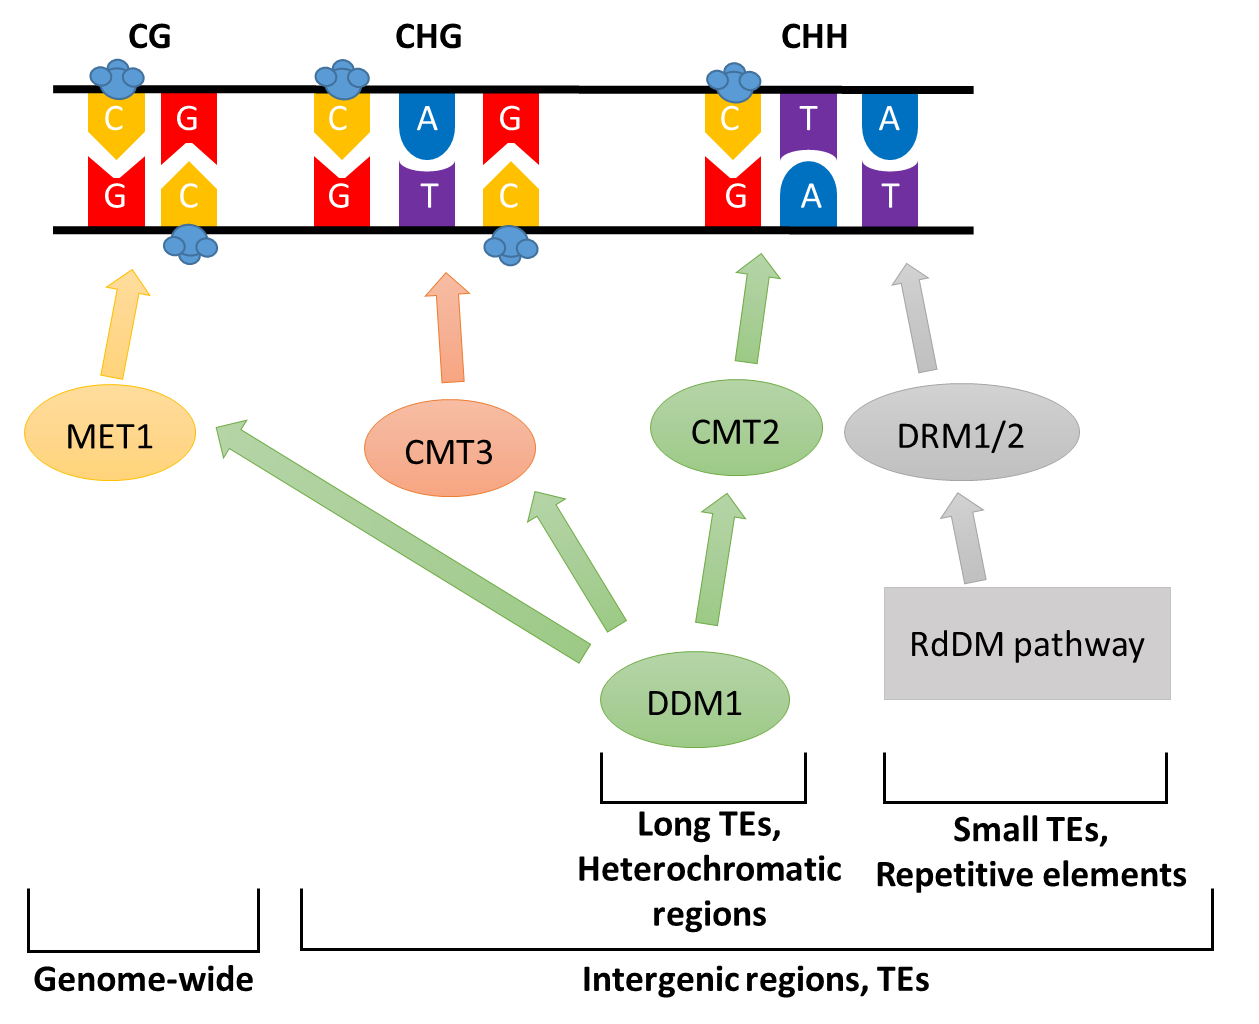 CG CHG CHH
C G C A G C T A
G C G T C G A T
MET1 CMT3 CMT2 DRM1/2
RdDM pathway
DDM1
Long TEs,
Heterochromatic
regions
Small TEs,
Repetitive elements
Genome-wide
Intergenic regions, TEs